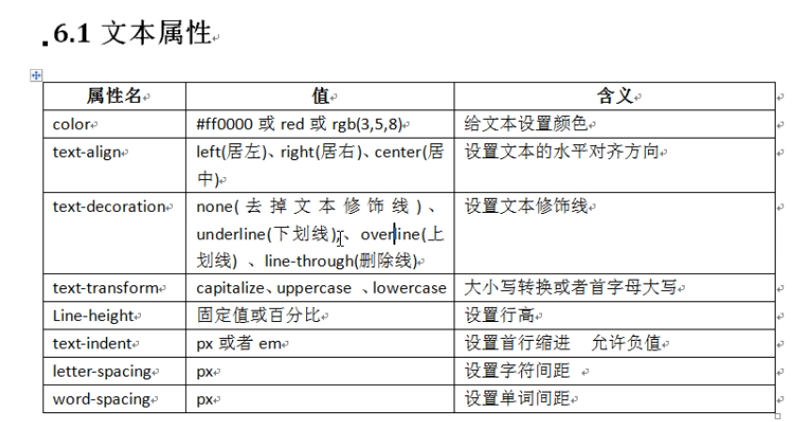 6.1 文本属性
属性名 值 含义
color #ff0000 或 red 或 rgb(3,5,8) 给文本设置颜色
text-align left(居左)、right(居右)、center(居 设置文本的水平对齐方向
中)
text-decoration none(去掉文本修饰线)、 设置文本修饰线
underline(下划线)、overline(上
划线) 、line-through(删除线)
text-transform capitalize、uppercase 、lowercase 大小写转换或者首字母大写
Line-height 固定值或百分比 设置行高
text-indent px 或者 em 设置首行缩进 允许负值
letter-spacing px 设置字符间距
word-spacing px 设置单词间距